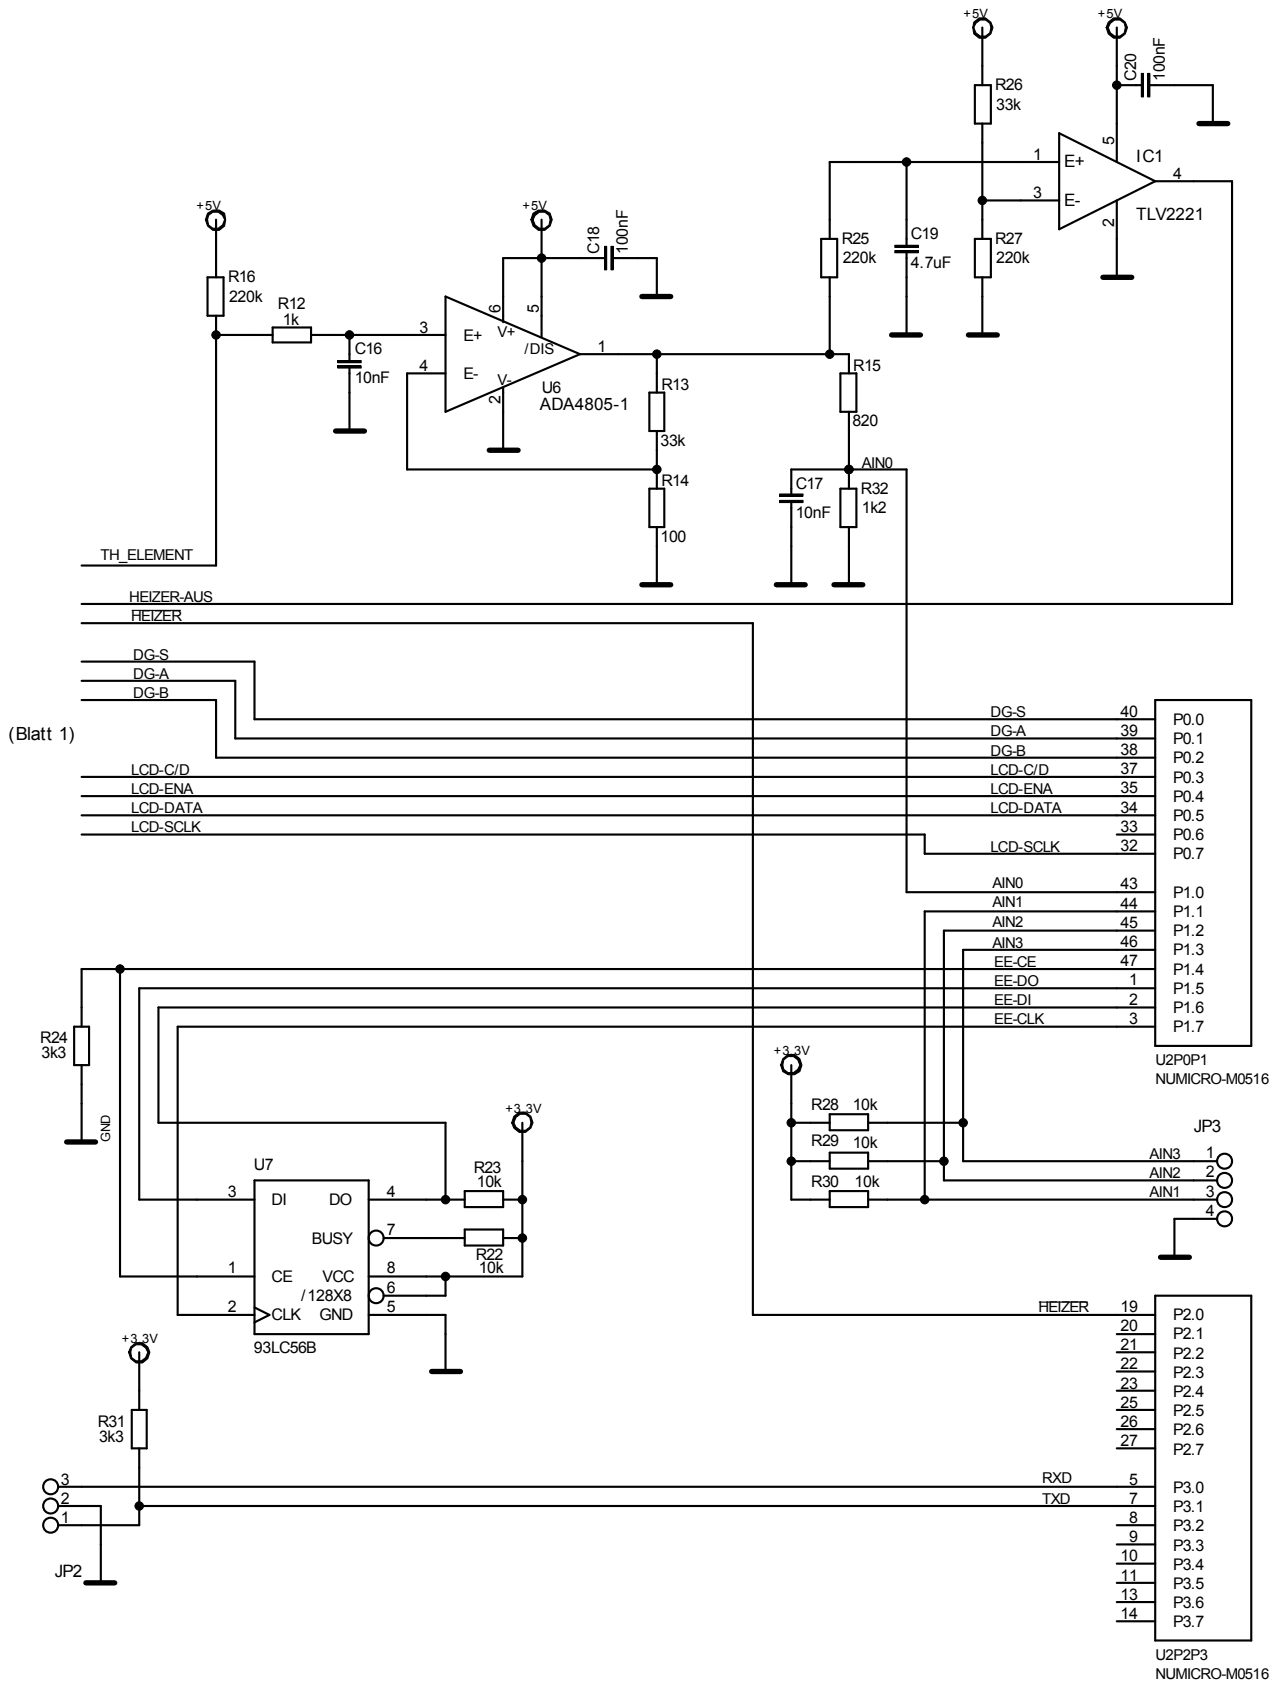 +5V
+5V
R26
33k
C20
100nF
5
IC1
1
E+
4
3
E-
TLV2221
2
+5V
+5V
C18
100nF
R25
220k
C19
4.7uF
R27
220k
R16
220k
R12
1k
6
5
V+
3
E+
/DIS
1
C16
10nF
4
E-
V-
2
U6
ADA4805-1
R13
33k
R15
820
AIN0
R14
100
C17
10nF
R32
1k2
TH_ELEMENT
HEIZER-AUS
HEIZER
DG-S
DG-A
DG-B
(Blatt 1)
DG-S 40 P0.0
DG-A 39 P0.1
DG-B 38 P0.2
LCD-C/D LCD-C/D 37 P0.3
LCD-ENA LCD-ENA 35 P0.4
LCD-DATA LCD-DATA 34 P0.5
LCD-SCLK 33 P0.6
LCD-SCLK 32 P0.7
AIN0 43 P1.0
AIN1 44 P1.1
AIN2 45 P1.2
AIN3 46 P1.3
EE-CE 47 P1.4
EE-DO 1 P1.5
EE-DI 2 P1.6
EE-CLK 3 P1.7
R24
3k3
GND
U2P0P1
NUMICRO-M0516
+3.3V
R28 10k
R29 10k
R30 10k
JP3
AIN3 1
AIN2 2
AIN1 3
4
+3.3V
U7
R23
10k
3 DI DO 4
BUSY 7
R22
10k
1 CE VCC 8
/128X8 6
2 CLK GND 5
93LC56B
HEIZER 19 P2.0
20 P2.1
21 P2.2
22 P2.3
23 P2.4
25 P2.5
26 P2.6
27 P2.7
+3.3V
R31
3k3
3 RXD 5 P3.0
2 TXD 7 P3.1
1 8 P3.2
9 P3.3
10 P3.4
11 P3.5
13 P3.6
14 P3.7
JP2
U2P2P3
NUMICRO-M0516